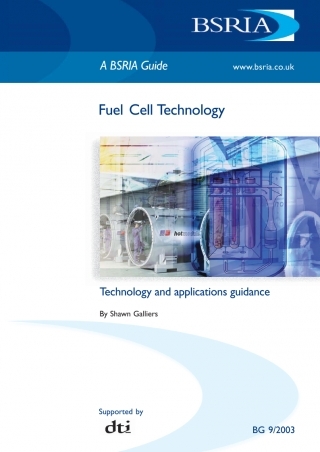 BSRIA
A BSRIA Guide
www.bsria.co.uk
Fuel Cell Technology
Technology and applications guidance
By Shawn Galliers
Supported by
dti
BG 9/2003